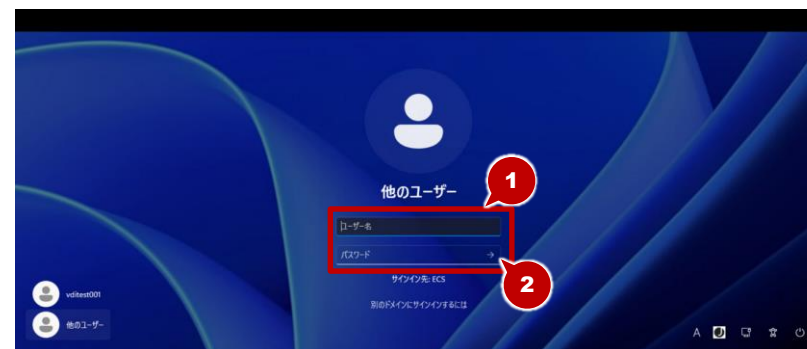 他のユーザー
1
ユーザー名
パスワード
2
サインイン先: ECS
別のドメインにサインインするには
vditest001
他のユーザー
A